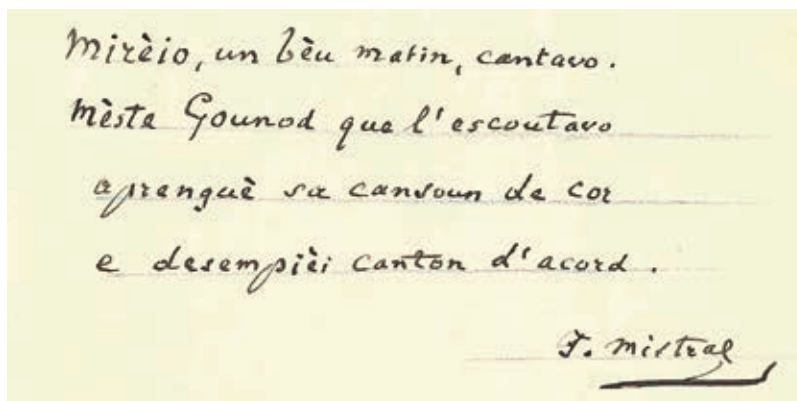 Mirèio, un bèu matin, cantavo.
Mèste Gounod que l'escoutavo
aprenguè sa cansoun de cor
e desempièi canton d'acord.
F. Mistral